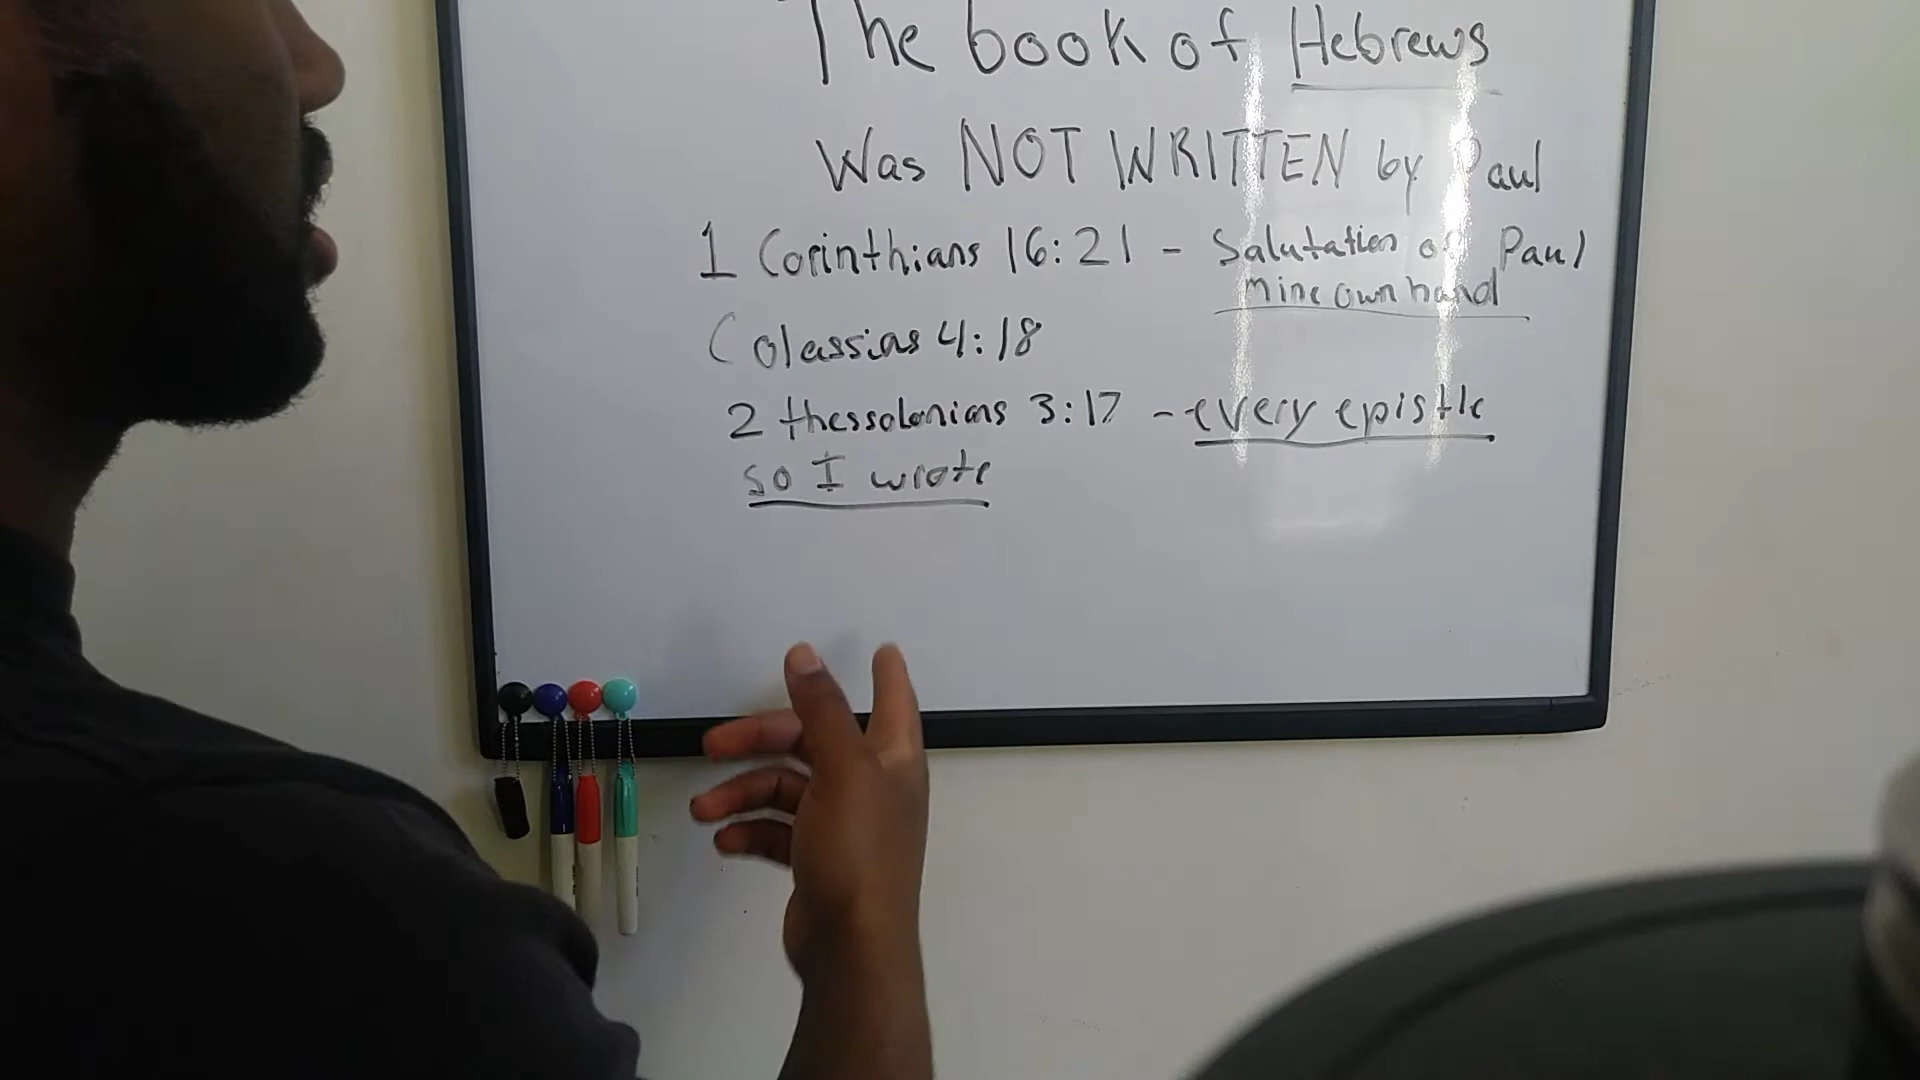 The book of Hebrews
Was NOT WRITTEN by Paul
1 Corinthians 16:21 - Salutation of Paul
mine own hand
Colassias 4:18
2 thessolonians 3:17 - every epistle
so I wrote